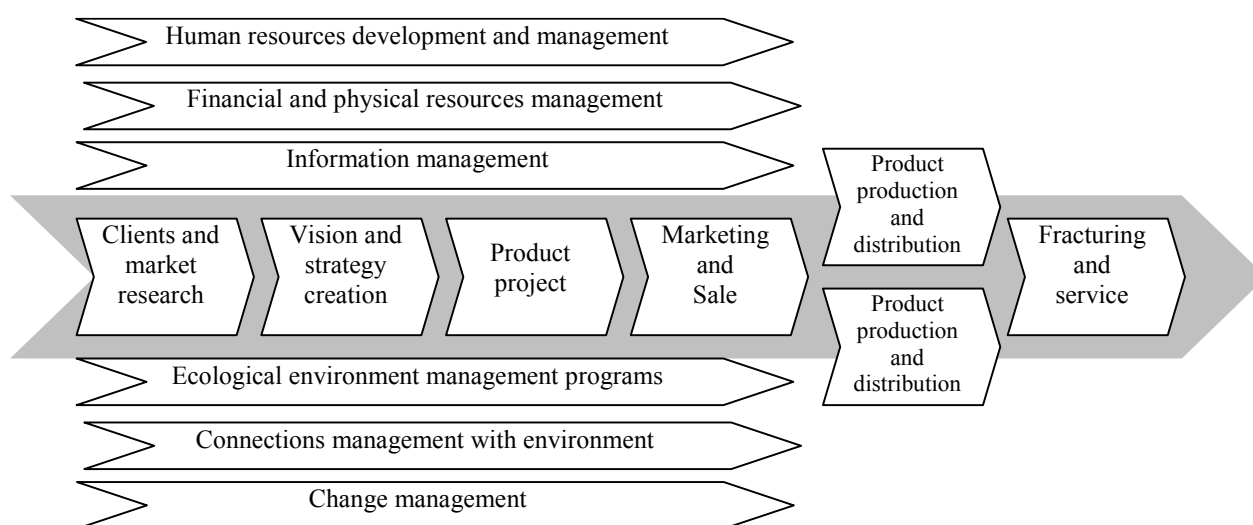 Human resources development and management
Financial and physical resources management
Information management
Clients and
market
research
Vision and
strategy
creation
Product
project
Marketing
and
Sale
Product
production
and
distribution
Product
production
and
distribution
Fracturing
and
service
Ecological environment management programs
Connections management with environment
Change management